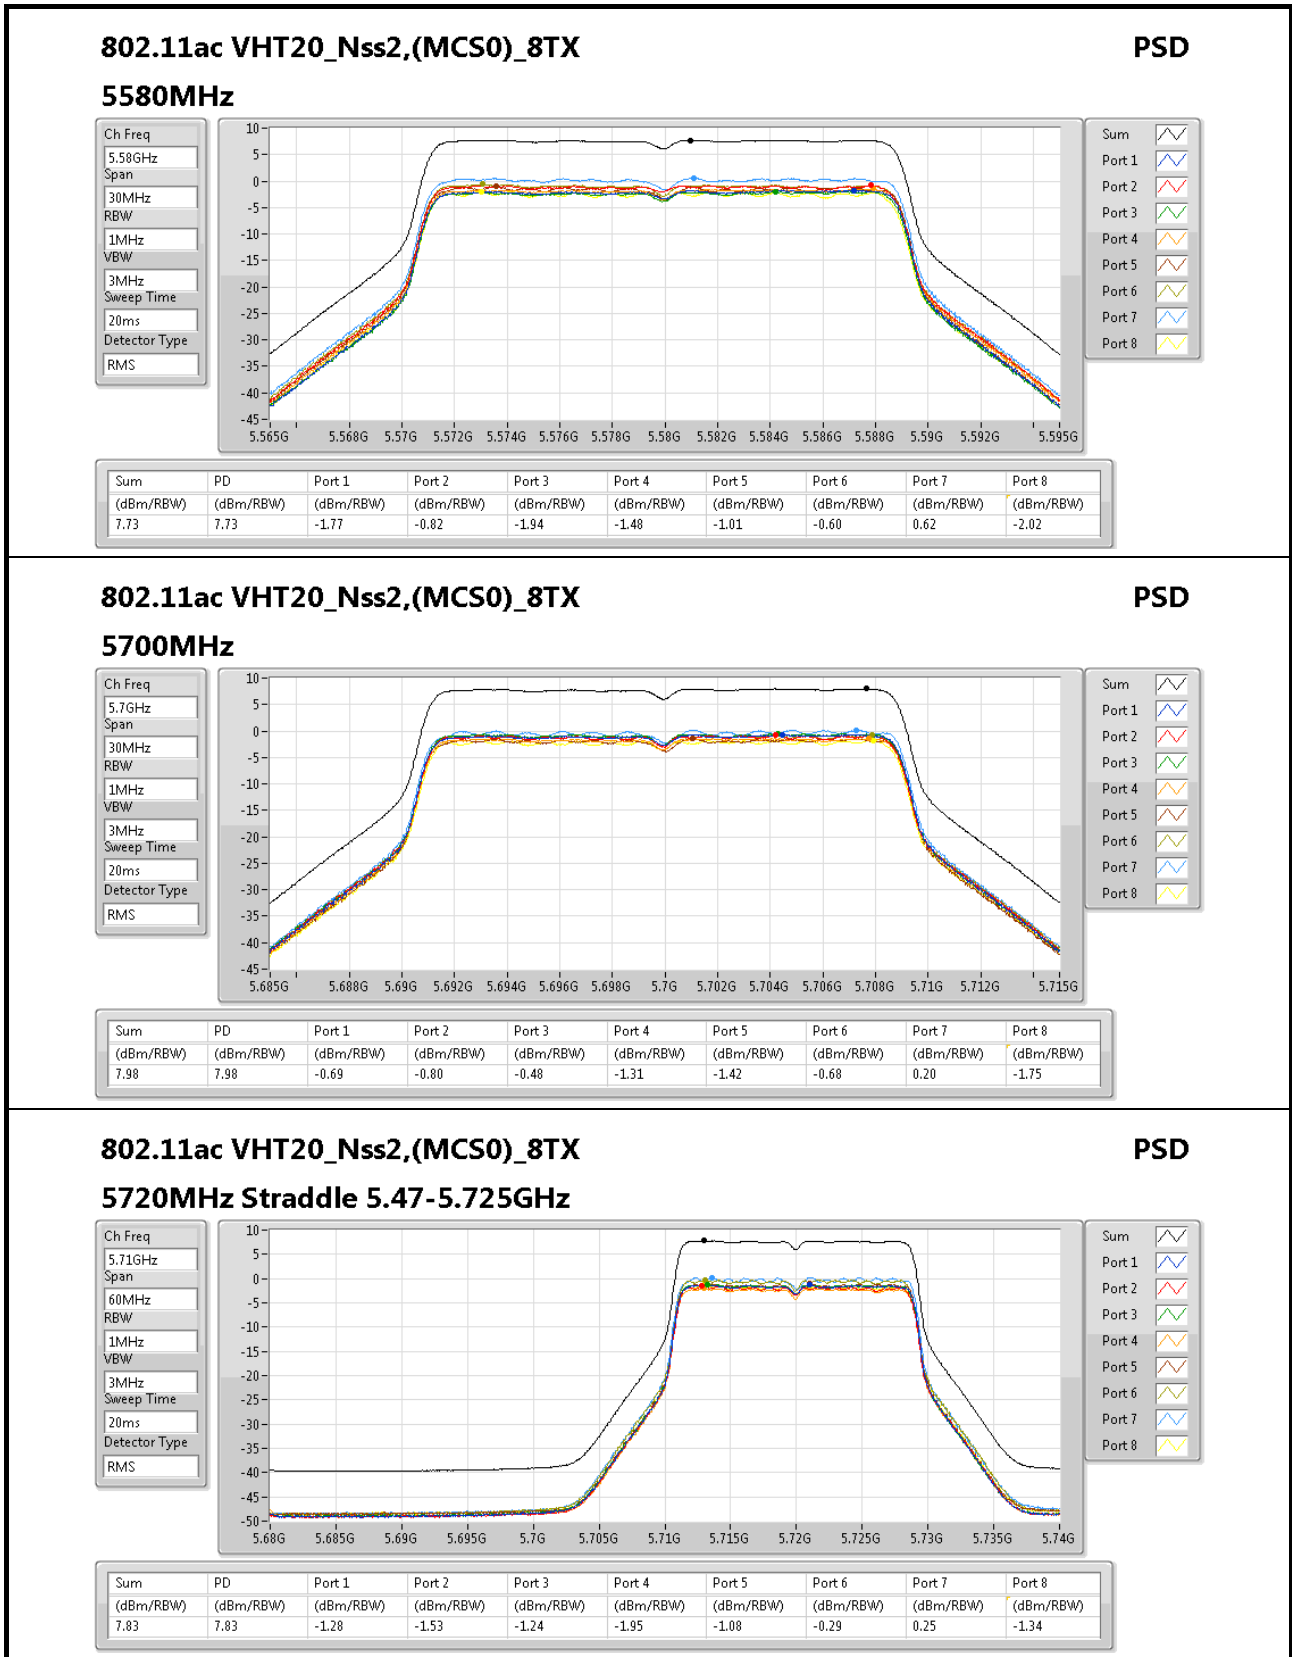 802.11ac VHT20_Nss2,(MCS0)_8TX PSD
5580MHz
Ch Freq
5.58GHz
Span
30MHz
RBW
1MHz
VBW
3MHz
Sweep Time
20ms
Detector Type
RMS
10
5
0
-5
-10
-15
-20
-25
-30
-35
-40
-45
5.565G 5.568G 5.57G 5.572G 5.574G 5.576G 5.578G 5.58G 5.582G 5.584G 5.586G 5.588G 5.59G 5.592G 5.595G
Sum
Port 1
Port 2
Port 3
Port 4
Port 5
Port 6
Port 7
Port 8
Sum PD Port 1 Port 2 Port 3 Port 4 Port 5 Port 6 Port 7 Port 8
(dBm/RBW) (dBm/RBW) (dBm/RBW) (dBm/RBW) (dBm/RBW) (dBm/RBW) (dBm/RBW) (dBm/RBW) (dBm/RBW) (dBm/RBW)
7.73 7.73 -1.77 -0.82 -1.94 -1.48 -1.01 -0.60 0.62 -2.02
802.11ac VHT20_Nss2,(MCS0)_8TX PSD
5700MHz
Ch Freq
5.7GHz
Span
30MHz
RBW
1MHz
VBW
3MHz
Sweep Time
20ms
Detector Type
RMS
10
5
0
-5
-10
-15
-20
-25
-30
-35
-40
-45
5.685G 5.688G 5.69G 5.692G 5.694G 5.696G 5.698G 5.7G 5.702G 5.704G 5.706G 5.708G 5.71G 5.712G 5.715G
Sum
Port 1
Port 2
Port 3
Port 4
Port 5
Port 6
Port 7
Port 8
Sum PD Port 1 Port 2 Port 3 Port 4 Port 5 Port 6 Port 7 Port 8
(dBm/RBW) (dBm/RBW) (dBm/RBW) (dBm/RBW) (dBm/RBW) (dBm/RBW) (dBm/RBW) (dBm/RBW) (dBm/RBW) (dBm/RBW)
7.98 7.98 -0.69 -0.80 -0.48 -1.31 -1.42 -0.68 0.20 -1.75
802.11ac VHT20_Nss2,(MCS0)_8TX PSD
5720MHz Straddle 5.47-5.725GHz
Ch Freq
5.71GHz
Span
60MHz
RBW
1MHz
VBW
3MHz
Sweep Time
20ms
Detector Type
RMS
10
5
0
-5
-10
-15
-20
-25
-30
-35
-40
-45
-50
5.68G 5.685G 5.69G 5.695G 5.7G 5.705G 5.71G 5.715G 5.72G 5.725G 5.73G 5.735G 5.74G
Sum
Port 1
Port 2
Port 3
Port 4
Port 5
Port 6
Port 7
Port 8
Sum PD Port 1 Port 2 Port 3 Port 4 Port 5 Port 6 Port 7 Port 8
(dBm/RBW) (dBm/RBW) (dBm/RBW) (dBm/RBW) (dBm/RBW) (dBm/RBW) (dBm/RBW) (dBm/RBW) (dBm/RBW) (dBm/RBW)
7.83 7.83 -1.28 -1.53 -1.24 -1.95 -1.08 -0.29 0.25 -1.34